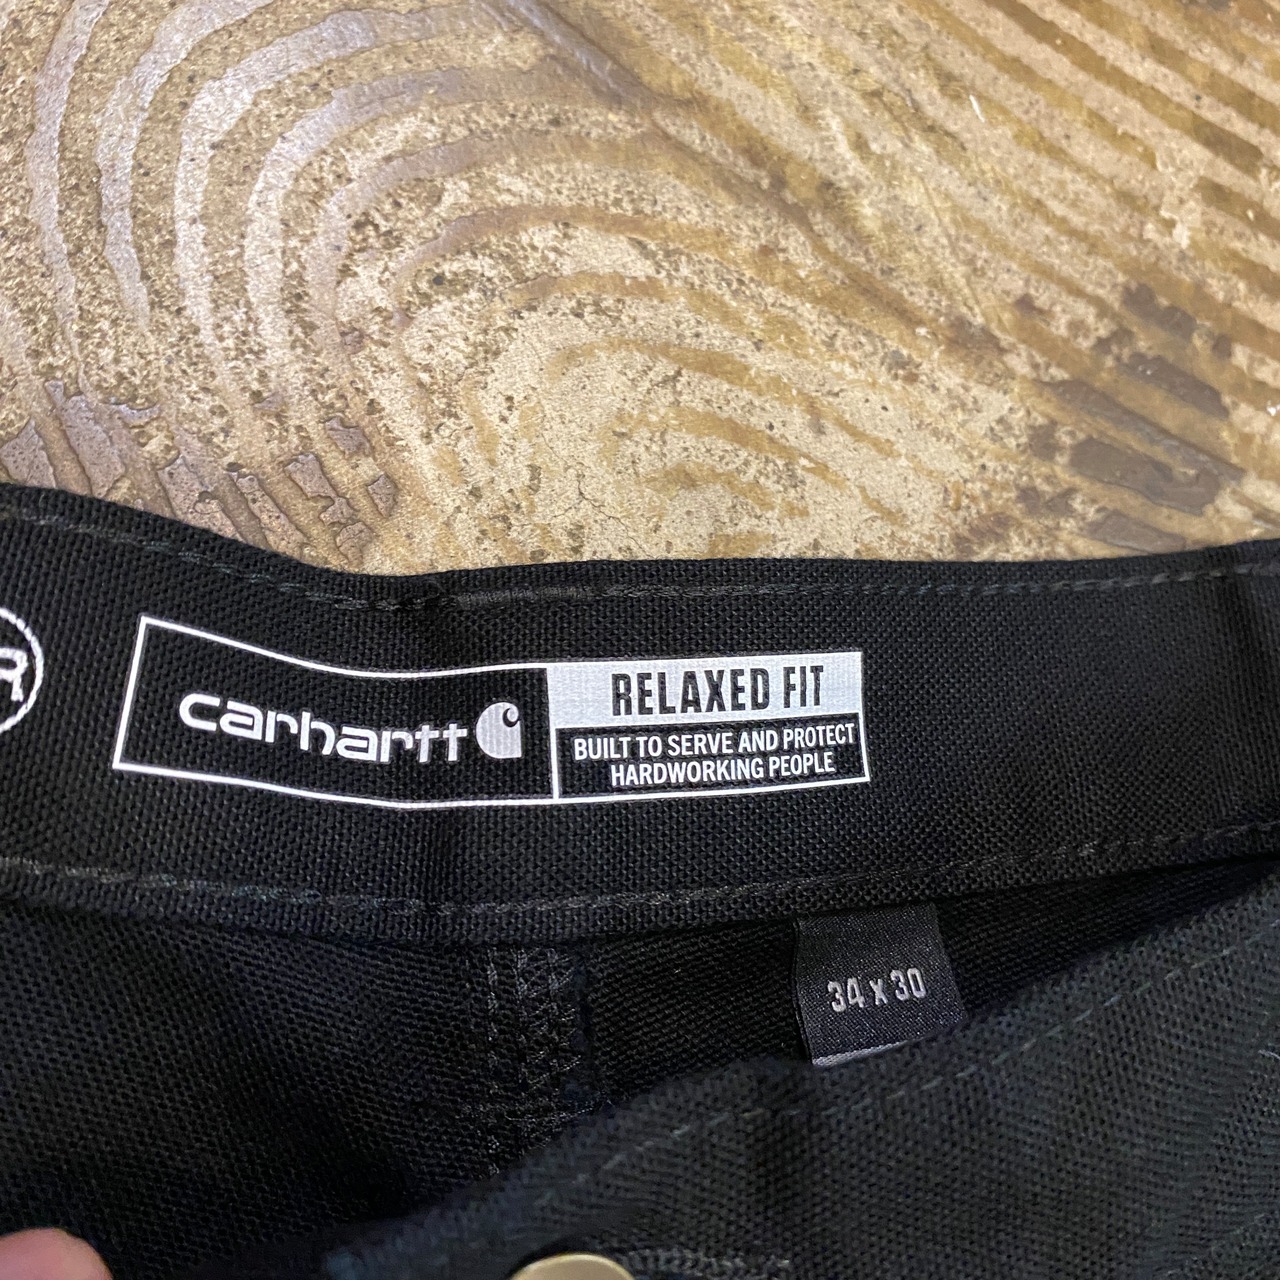 R
carhartt
RELAXED FIT
BUILT TO SERVE AND PROTECT
HARDWORKING PEOPLE
34 x 30